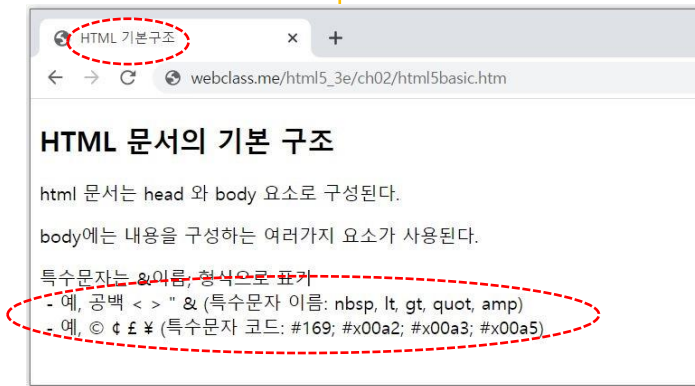 HTML 기본구조
webclass.me/html5_3e/ch02/html5basic.htm
HTML 문서의 기본 구조
html 문서는 head 와 body 요소로 구성된다.
body에는 내용을 구성하는 여러가지 요소가 사용된다.
특수문자는 &이름; 형식으로 표기
- 예, 공백 < > " & (특수문자 이름: nbsp, lt, gt, quot, amp)
- 예, © ¢ £ ¥ (특수문자 코드: #169; #x00a2; #x00a3; #x00a5)